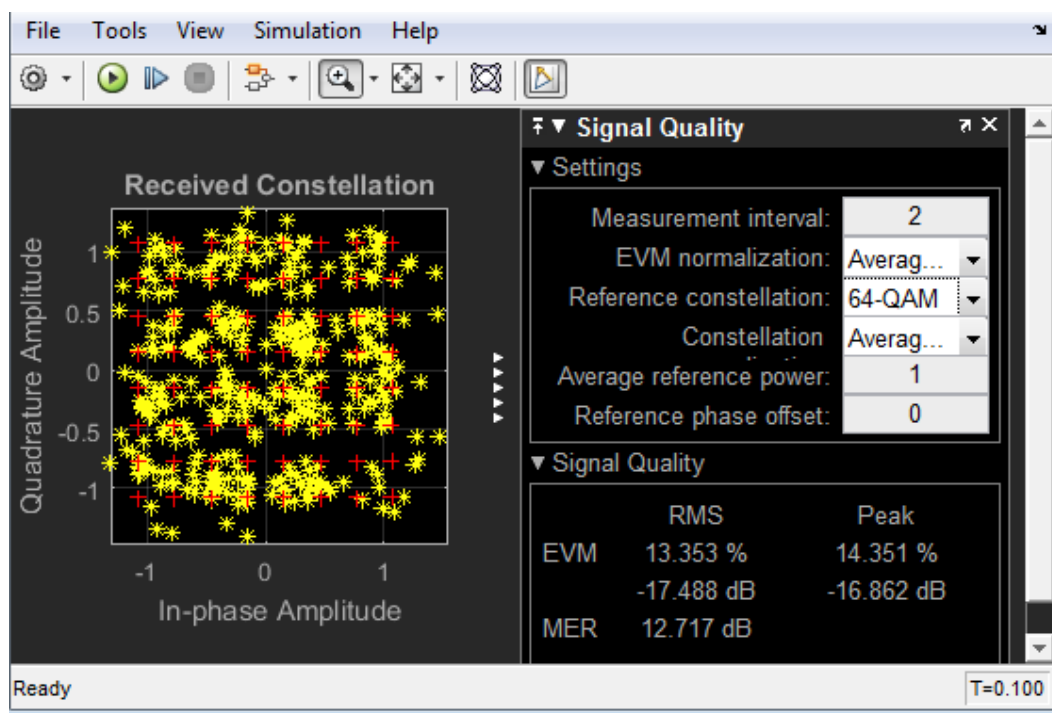 File Tools View Simulation Help
Signal Quality
Settings
Measurement interval: 2
EVM normalization: Averag...
Reference constellation: 64-QAM
Constellation Averag...
Average reference power: 1
Reference phase offset: 0
Signal Quality
RMS Peak
EVM 13.353 % 14.351 %
-17.488 dB -16.862 dB
MER 12.717 dB
Received Constellation
Quadrature Amplitude
1
0.5
0
-0.5
-1
-1 0 1
In-phase Amplitude
Ready T=0.100